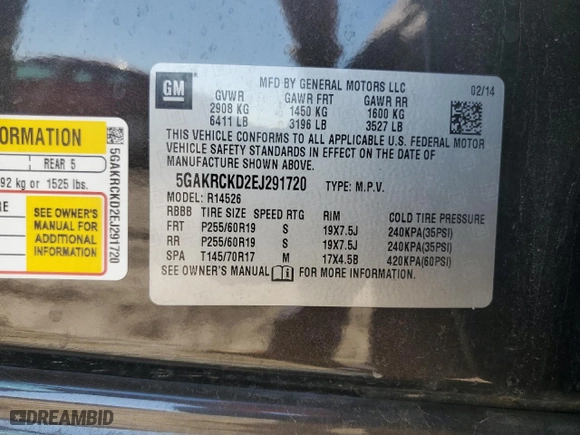 GM
MFD BY GENERAL MOTORS LLC
02/14
GVWR GAWR FRT GAWR RR
2908 KG 1450 KG 1600 KG
6411 LB 3196 LB 3527 LB
THIS VEHICLE CONFORMS TO ALL APPLICABLE U.S. FEDERAL MOTOR
VEHICLE SAFETY STANDARDS IN EFFECT ON THE DATE OF
MANUFACTURE SHOWN ABOVE.
5GAKRCKD2EJ291720 TYPE: M.P.V.
MODEL: R14526
RBBB TIRE SIZE SPEED RTG RIM COLD TIRE PRESSURE
FRT P255/60R19 S 19X7.5J 240KPA(35PSI)
RR P255/60R19 S 19X7.5J 240KPA(35PSI)
SPA T145/70R17 M 17X4.5B 420KPA(60PSI)
SEE OWNER'S MANUAL FOR MORE INFORMATION.
REAR 5
or 1525 lbs.
SEE OWNER'S
MANUAL FOR
ADDITIONAL
INFORMATION
5GAKRCKD2EJ291720
DREAMBID